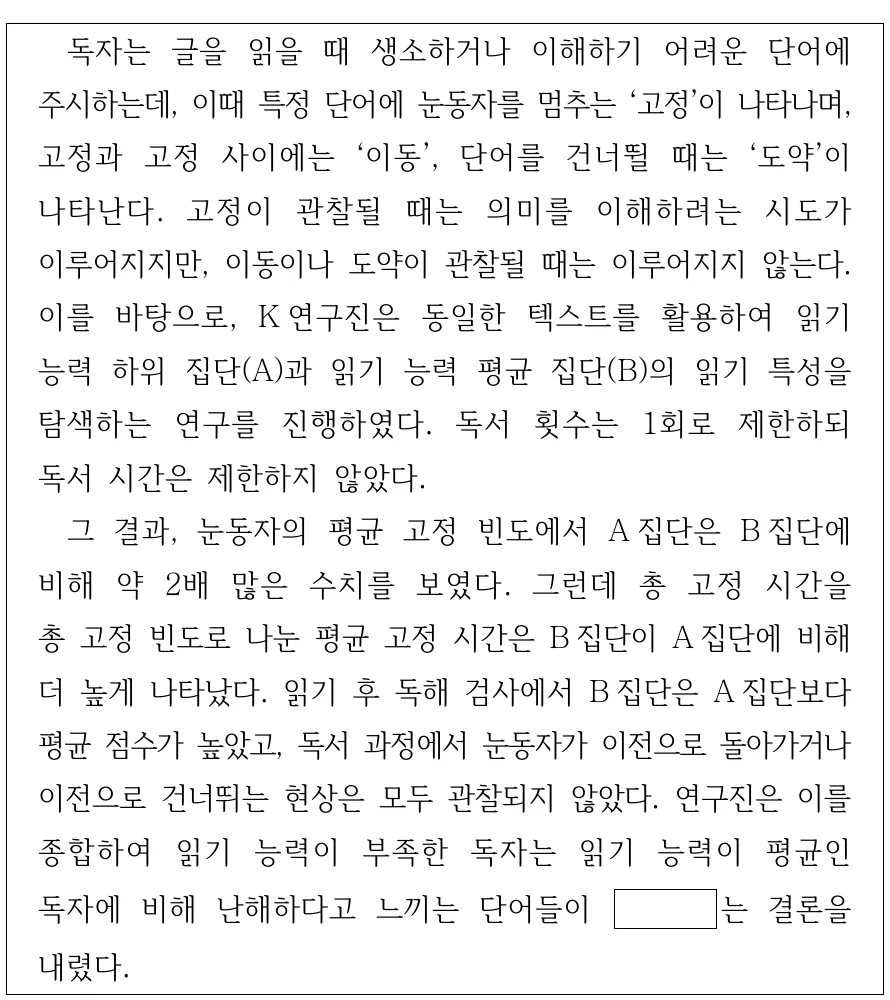 독자는 글을 읽을 때 생소하거나 이해하기 어려운 단어에
주시하는데, 이때 특정 단어에 눈동자를 멈추는 ‘고정’이 나타나며,
고정과 고정 사이에는 ‘이동’, 단어를 건너뛸 때는 ‘도약’이
나타난다. 고정이 관찰될 때는 의미를 이해하려는 시도가
이루어지지만, 이동이나 도약이 관찰될 때는 이루어지지 않는다.
이를 바탕으로, K연구진은 동일한 텍스트를 활용하여 읽기
능력 하위 집단(A)과 읽기 능력 평균 집단(B)의 읽기 특성을
탐색하는 연구를 진행하였다. 독서 횟수는 1회로 제한하되
독서 시간은 제한하지 않았다.
그 결과, 눈동자의 평균 고정 빈도에서 A집단은 B집단에
비해 약 2배 많은 수치를 보였다. 그런데 총 고정 시간을
총 고정 빈도로 나눈 평균 고정 시간은 B집단이 A집단에 비해
더 높게 나타났다. 읽기 후 독해 검사에서 B집단은 A집단보다
평균 점수가 높았고, 독서 과정에서 눈동자가 이전으로 돌아가거나
이전으로 건너뛰는 현상은 모두 관찰되지 않았다. 연구진은 이를
종합하여 읽기 능력이 부족한 독자는 읽기 능력이 평균인
독자에 비해 난해하다고 느끼는 단어들이 는 결론을
내렸다.